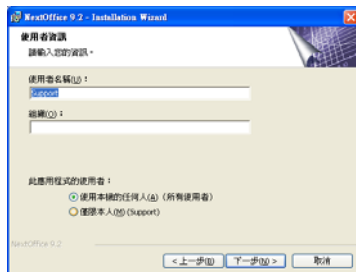 NextOffice 9.2 - Installation Wizard
使用者資訊
請輸入您的資訊。
使用者名稱(U)：
Support
組織(O)：
此應用程式的使用者：
使用本機的任何人(A) (所有使用者)
僅限本人(M) (Support)
NextOffice 9.2
<上一步(B)
下一步(N)>
取消